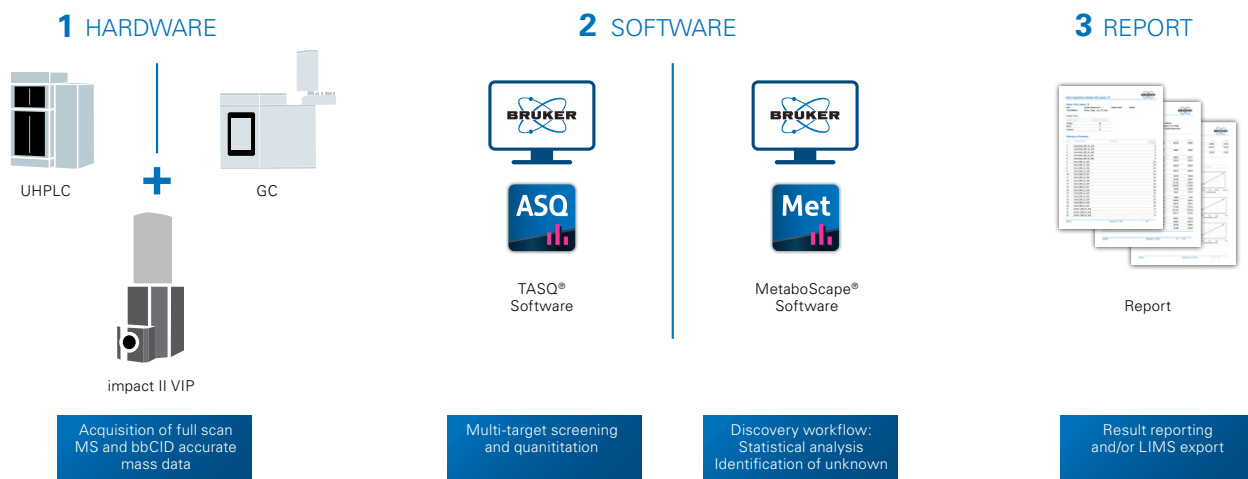 1 HARDWARE
2 SOFTWARE
3 REPORT
UHPLC
GC
impact II VIP
BRUKER
ASQ
TASQ®
Software
BRUKER
Met
MetaboScape®
Software
Report
Acquisition of full scan
MS and bbCID accurate
mass data
Multi-target screening
and quanititation
Discovery workflow:
Statistical analysis
Identification of unknown
Result reporting
and/or LIMS export